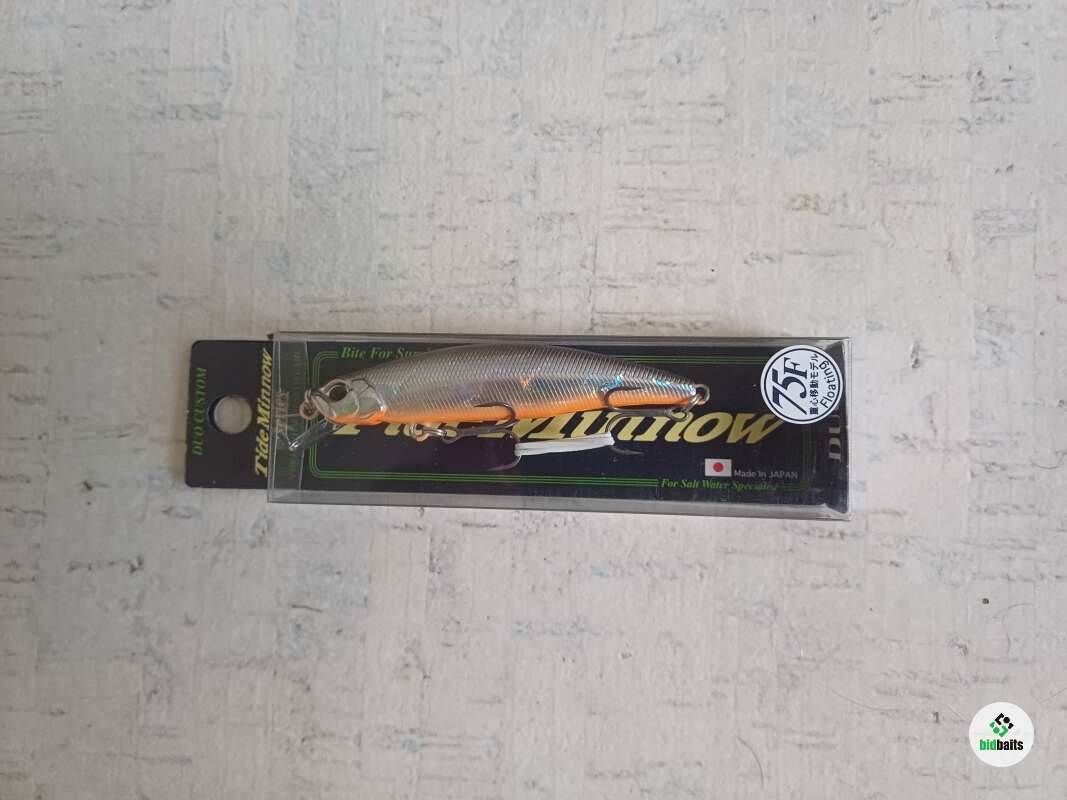 DUO CUSTOM
Tide Minnow
Bite For Su
Minnow
75F
重心移動モデル
Floating
Made In JAPAN
For Salt Water Specialist
DU
bidbaits